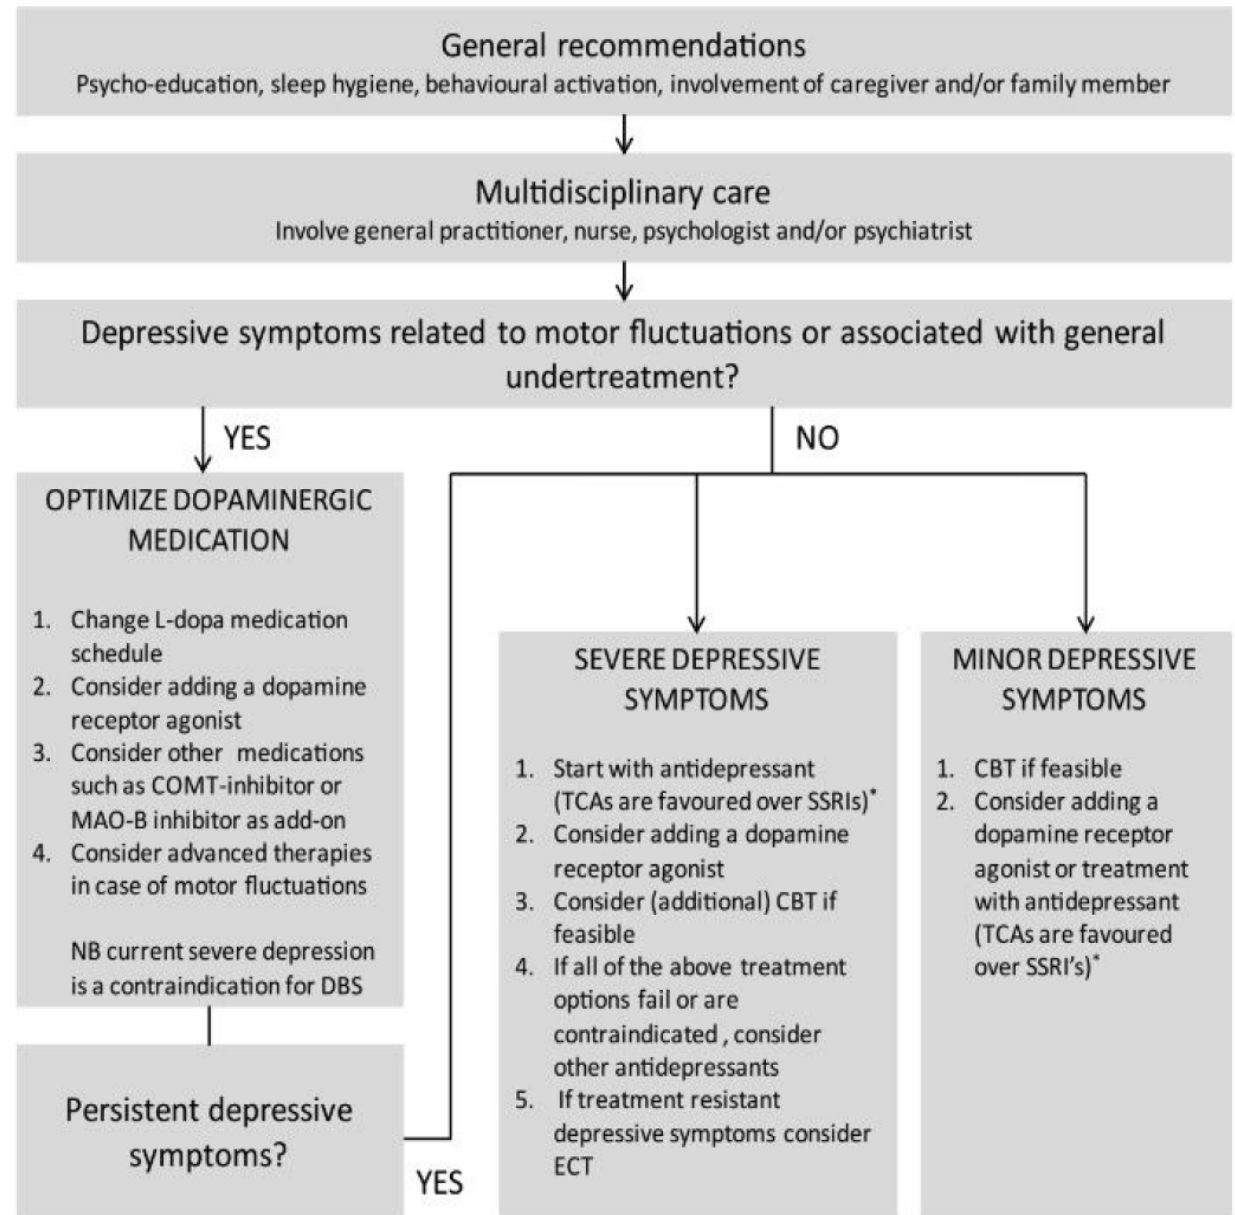 General recommendations
Psycho-education, sleep hygiene, behavioural activation, involvement of caregiver and/or family member
Multidisciplinary care
Involve general practitioner, nurse, psychologist and/or psychiatrist
Depressive symptoms related to motor fluctuations or associated with general
undertreatment?
YES
NO
OPTIMIZE DOPAMINERGIC
MEDICATION
1. Change L-dopa medication
schedule
2. Consider adding a dopamine
receptor agonist
3. Consider other medications
such as COMT-inhibitor or
MAO-B inhibitor as add-on
4. Consider advanced therapies
in case of motor fluctuations
NB current severe depression
is a contraindication for DBS
Persistent depressive
symptoms?
YES
SEVERE DEPRESSIVE
SYMPTOMS
1. Start with antidepressant
(TCAs are favoured over SSRIs)*
2. Consider adding a dopamine
receptor agonist
3. Consider (additional) CBT if
feasible
4. If all of the above treatment
options fail or are
contraindicated , consider
other antidepressants
5. If treatment resistant
depressive symptoms consider
ECT
MINOR DEPRESSIVE
SYMPTOMS
1. CBT if feasible
2. Consider adding a
dopamine receptor
agonist or treatment
with antidepressant
(TCAs are favoured
over SSRI's)*